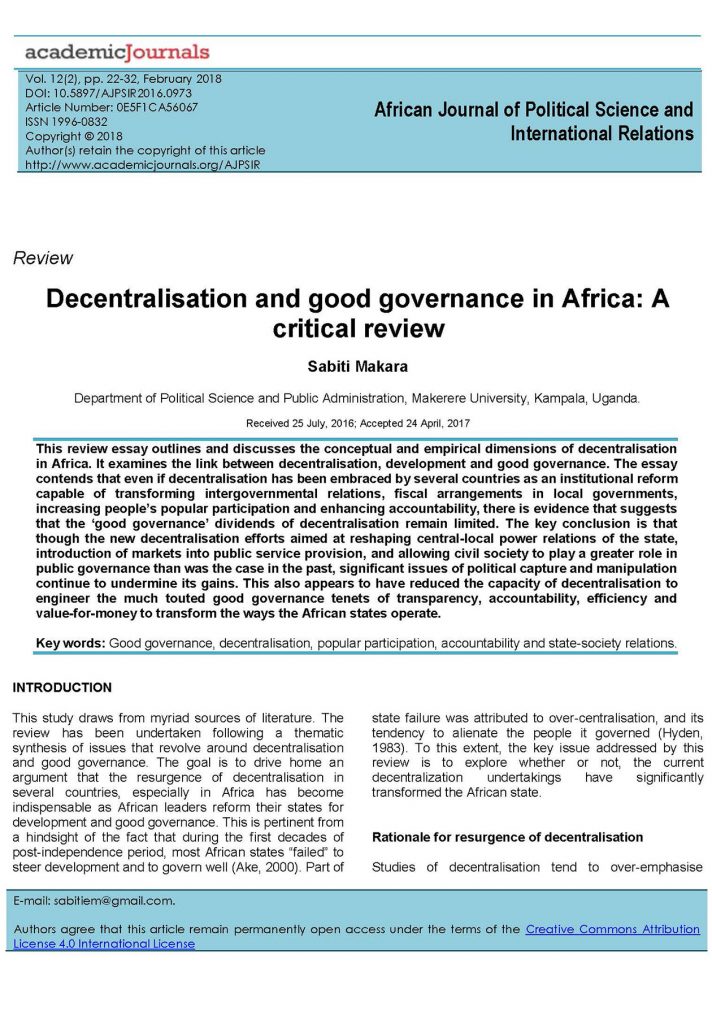 academicJournals
Vol. 12(2), pp. 22-32, February 2018
DOI: 10.5897/AJPSIR2016.0973
Article Number: 0E5F1CA56067
ISSN 1996-0832
Copyright © 2018
Author(s) retain the copyright of this article
http://www.academicjournals.org/AJPSIR
African Journal of Political Science and
International Relations
Review
Decentralisation and good governance in Africa: A
critical review
Sabiti Makara
Department of Political Science and Public Administration, Makerere University, Kampala, Uganda.
Received 25 July, 2016; Accepted 24 April, 2017
This review essay outlines and discusses the conceptual and empirical dimensions of decentralisation
in Africa. It examines the link between decentralisation, development and good governance. The essay
contends that even if decentralisation has been embraced by several countries as an institutional reform
capable of transforming intergovernmental relations, fiscal arrangements in local governments,
increasing people's popular participation and enhancing accountability, there is evidence that suggests
that the 'good governance' dividends of decentralisation remain limited. The key conclusion is that
though the new decentralisation efforts aimed at reshaping central-local power relations of the state,
introduction of markets into public service provision, and allowing civil society to play a greater role in
public governance than was the case in the past, significant issues of political capture and manipulation
continue to undermine its gains. This also appears to have reduced the capacity of decentralisation to
engineer the much touted good governance tenets of transparency, accountability, efficiency and
value-for-money to transform the ways the African states operate.
Key words: Good governance, decentralisation, popular participation, accountability and state-society relations.
INTRODUCTION
This study draws from myriad sources of literature. The
review has been undertaken following a thematic
synthesis of issues that revolve around decentralisation
and good governance. The goal is to drive home an
argument that the resurgence of decentralisation in
several countries, especially in Africa has become
indispensable as African leaders reform their states for
development and good governance. This is pertinent from
a hindsight of the fact that during the first decades of
post-independence period, most African states "failed" to
steer development and to govern well (Ake, 2000). Part of
state failure was attributed to over-centralisation, and its
tendency to alienate the people it governed (Hyden,
1983). To this extent, the key issue addressed by this
review is to explore whether or not, the current
decentralization undertakings have significantly
transformed the African state.
Rationale for resurgence of decentralisation
Studies of decentralisation tend to over-emphasise
E-mail: sabitiem@gmail.com.
Authors agree that this article remain permanently open access under the terms of the Creative Commons Attribution
License 4.0 International License